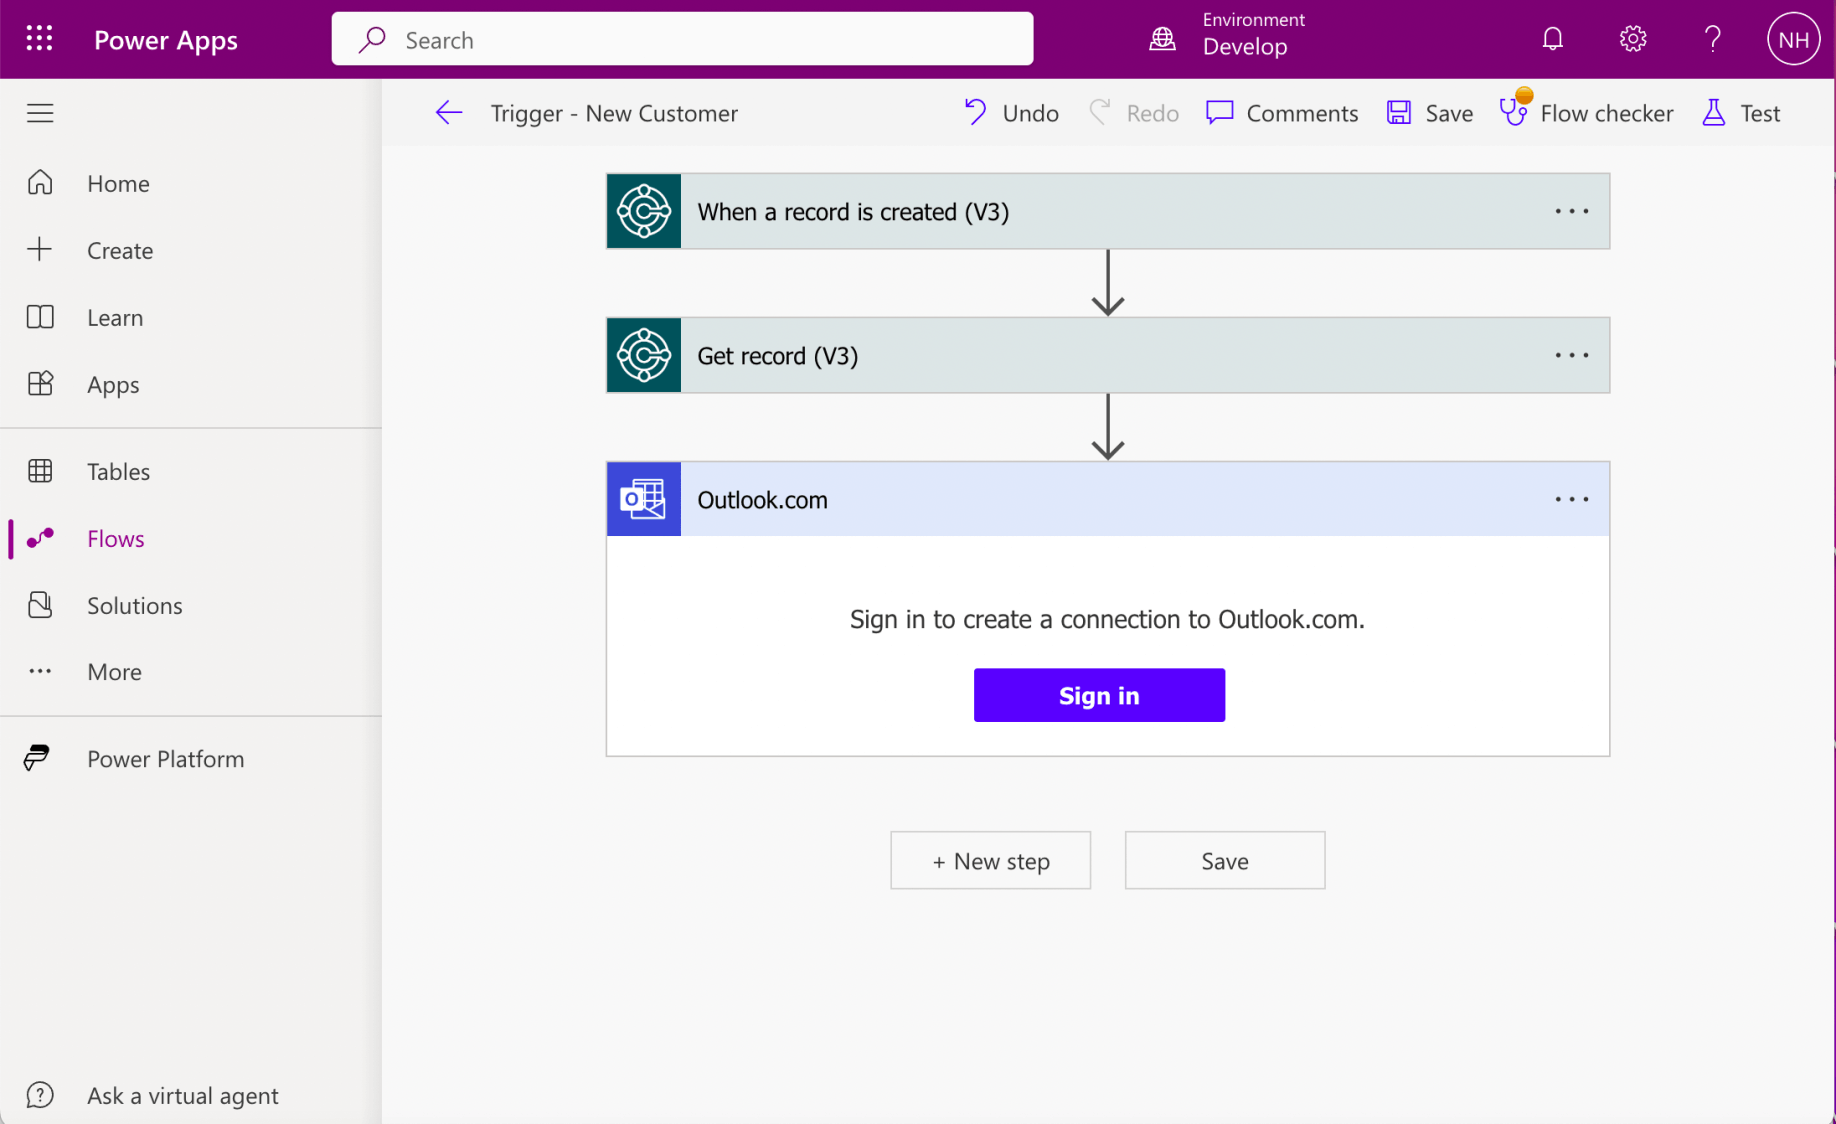 Power Apps
Search
Environment
Develop
?
NH
Trigger - New Customer
Undo
Redo
Comments
Save
Flow checker
Test
Home
Create
Learn
Apps
Tables
Flows
Solutions
More
Power Platform
Ask a virtual agent
When a record is created (V3)
Get record (V3)
Outlook.com
Sign in to create a connection to Outlook.com.
Sign in
+ New step
Save